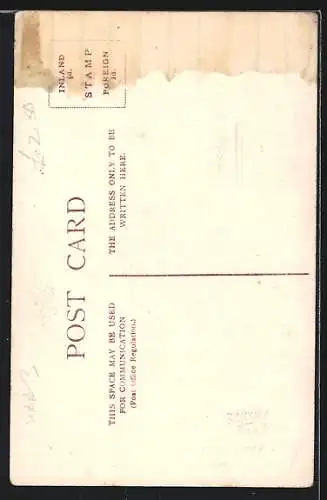 POST CARD
THIS SPACE MAY BE USED
FOR COMMUNICATION
(Post Office Regulation.)
THE ADDRESS ONLY TO BE
WRITTEN HERE.
INLAND
½d.
STAMP
FOREIGN
1d.